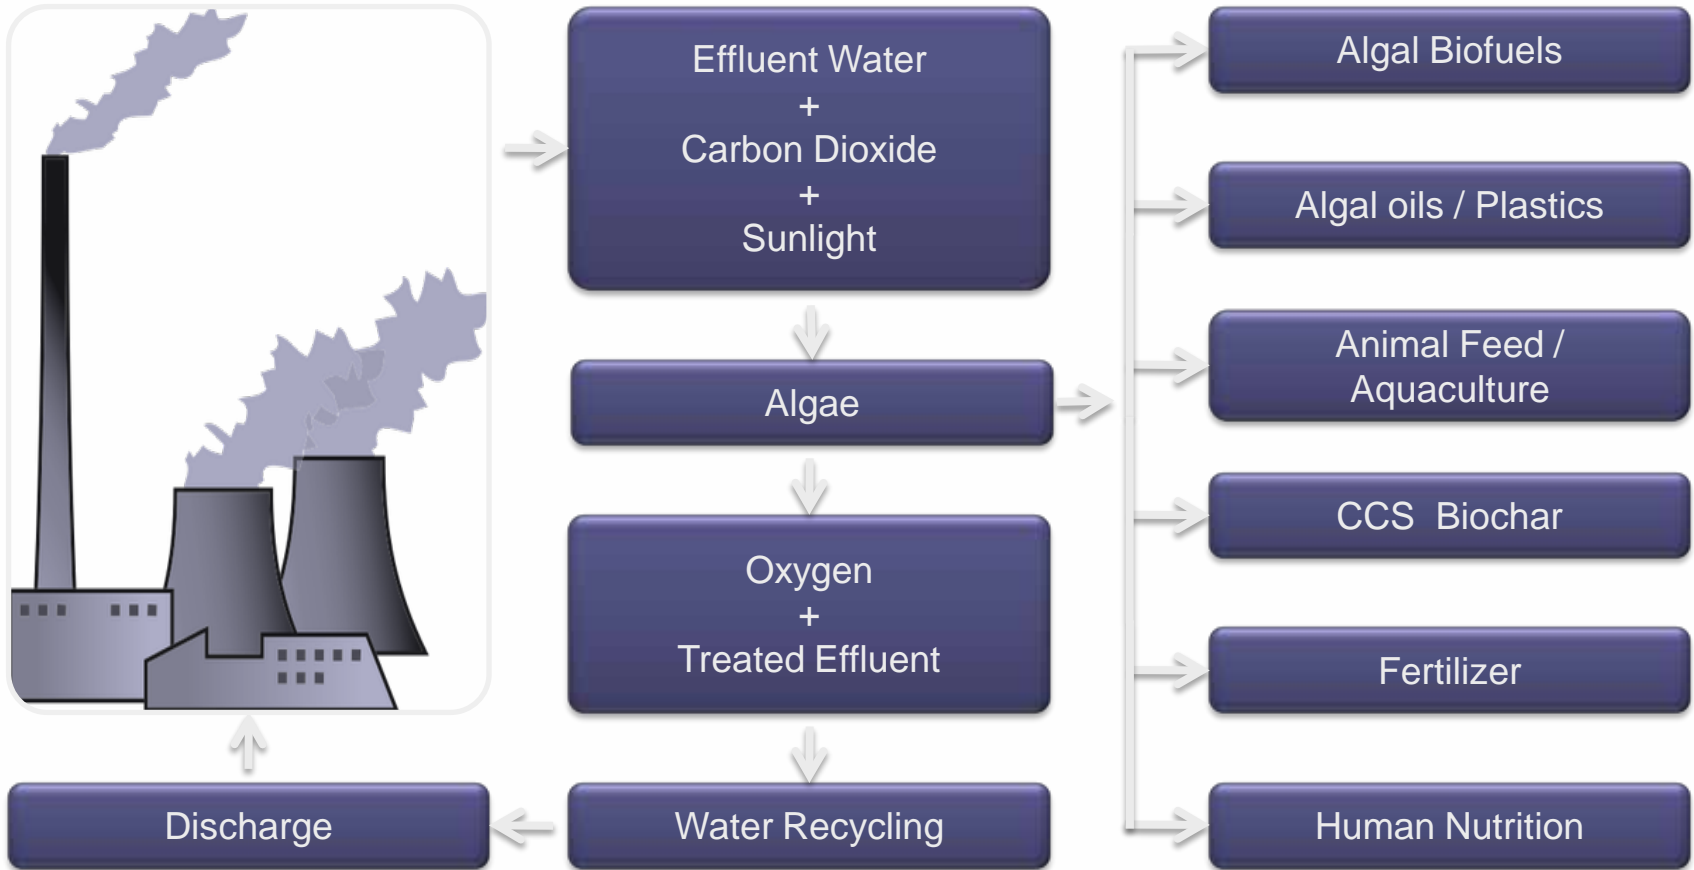 Effluent Water
+
Carbon Dioxide
+
Sunlight
Algae
Oxygen
+
Treated Effluent
Water Recycling
Discharge
Algal Biofuels
Algal oils / Plastics
Animal Feed /
Aquaculture
CCS  Biochar
Fertilizer
Human Nutrition